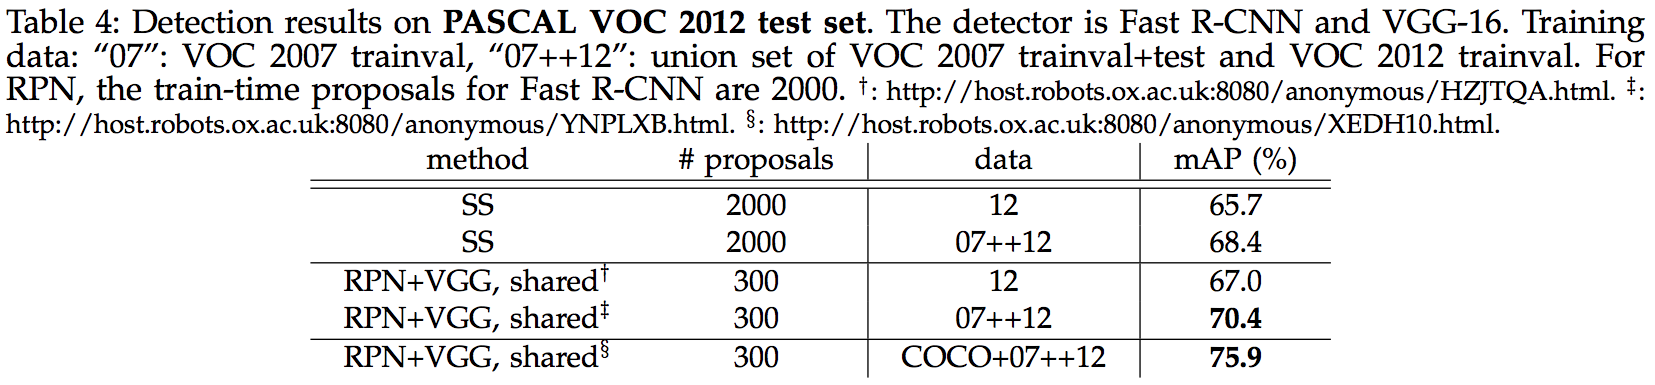 Table 4: Detection results on PASCAL VOC 2012 test set. The detector is Fast R-CNN and VGG-16. Training
data: “07”: VOC 2007 trainval, “07++12”: union set of VOC 2007 trainval+test and VOC 2012 trainval. For
RPN, the train-time proposals for Fast R-CNN are 2000. †: http://host.robots.ox.ac.uk:8080/anonymous/HZJTQA.html. ‡:
http://host.robots.ox.ac.uk:8080/anonymous/YNPLXB.html. §: http://host.robots.ox.ac.uk:8080/anonymous/XEDH10.html.
method # proposals data mAP (%)
SS 2000 12 65.7
SS 2000 07++12 68.4
RPN+VGG, shared† 300 12 67.0
RPN+VGG, shared‡ 300 07++12 70.4
RPN+VGG, shared§ 300 COCO+07++12 75.9